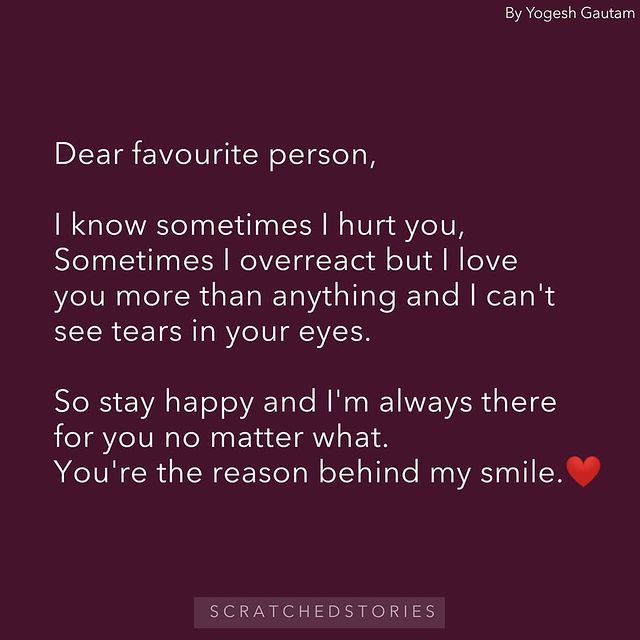 By Yogesh Gautam
Dear favourite person,
I know sometimes I hurt you,
Sometimes I overreact but I love
you more than anything and I can't
see tears in your eyes.
So stay happy and I'm always there
for you no matter what.
You're the reason behind my smile.❤️
SCRATCHEDSTORIES